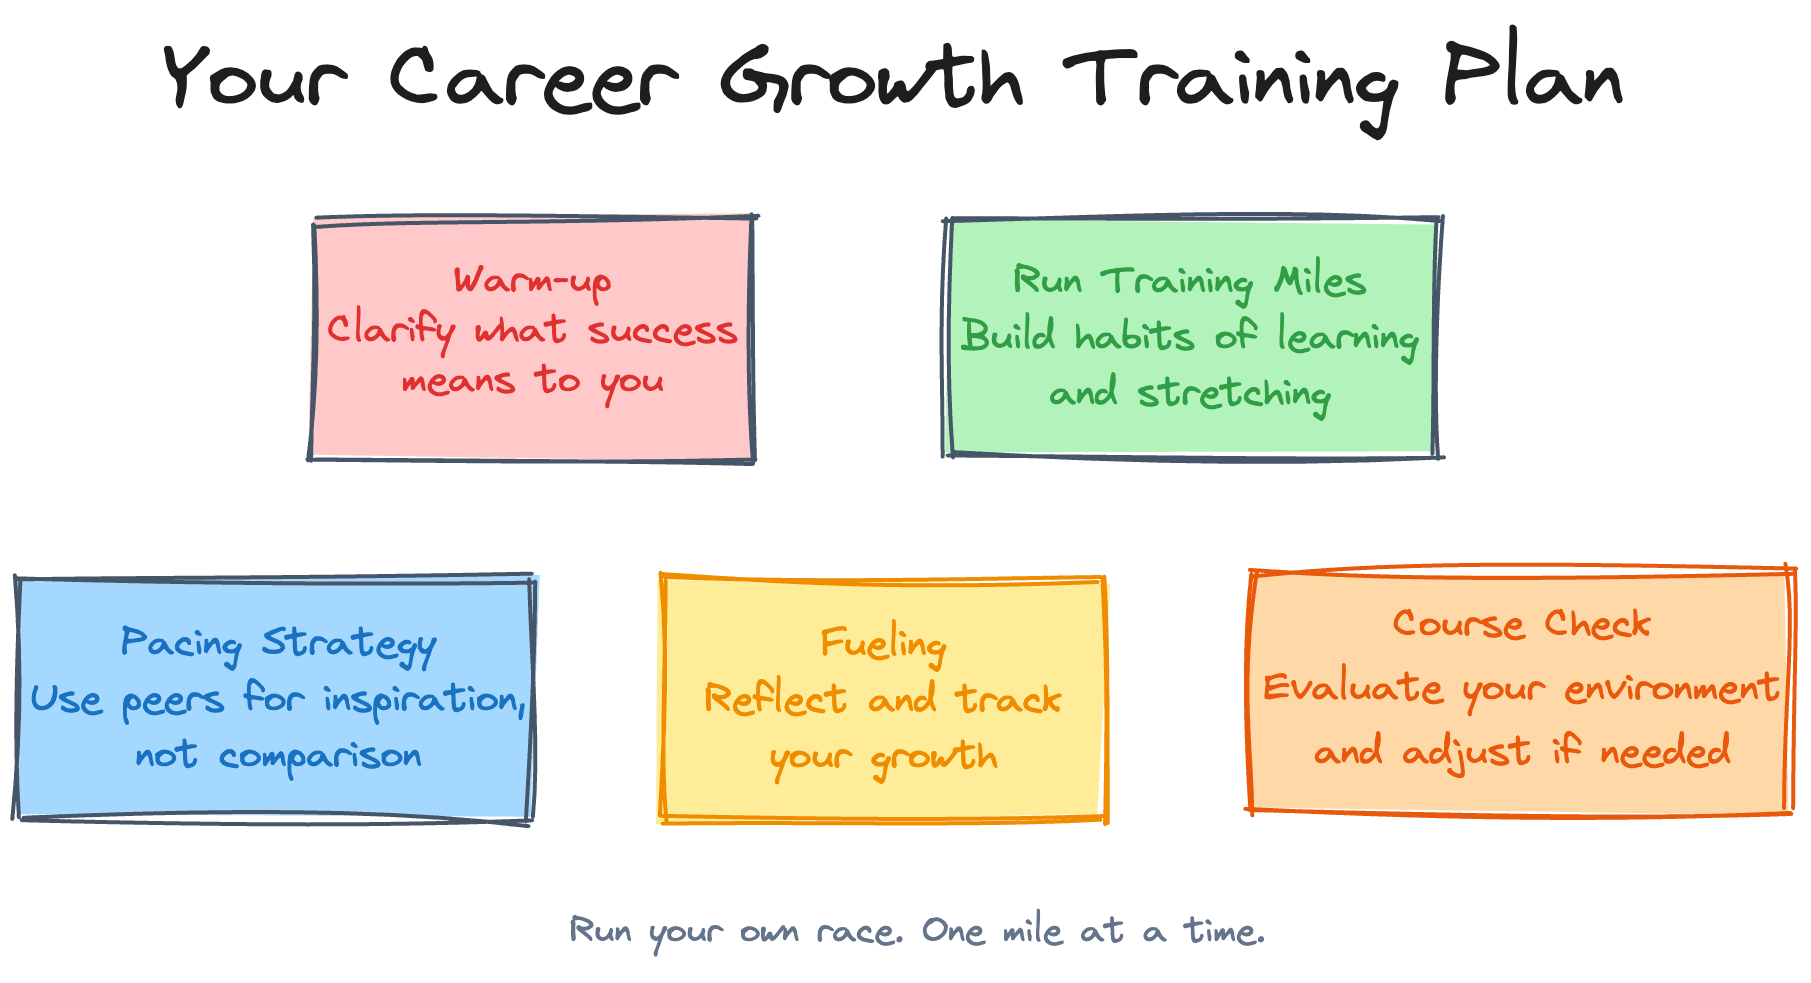 Your Career Growth Training Plan
Warm-up
Clarify what success
means to you
Run Training Miles
Build habits of learning
and stretching
Pacing Strategy
Use peers for inspiration,
not comparison
Fueling
Reflect and track
your growth
Course Check
Evaluate your environment
and adjust if needed
Run your own race. One mile at a time.